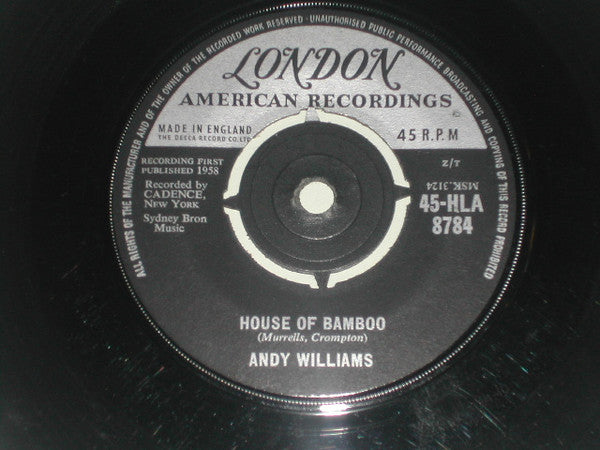 ALL RIGHTS OF THE MANUFACTURER AND OF THE OWNER OF THE RECORDED WORK RESERVED · UNAUTHORISED PUBLIC PERFORMANCE BROADCASTING AND COPYING OF THIS RECORD PROHIBITED
LONDON
AMERICAN RECORDINGS
MADE IN ENGLAND
THE DECCA RECORD CO. LTD.
45 R.P.M
RECORDING FIRST
PUBLISHED 1958
Recorded by
CADENCE,
NEW YORK
Sydney Bron
Music
Z/T
MSK.3124
45-HLA
8784
HOUSE OF BAMBOO
(Murrells, Crompton)
ANDY WILLIAMS